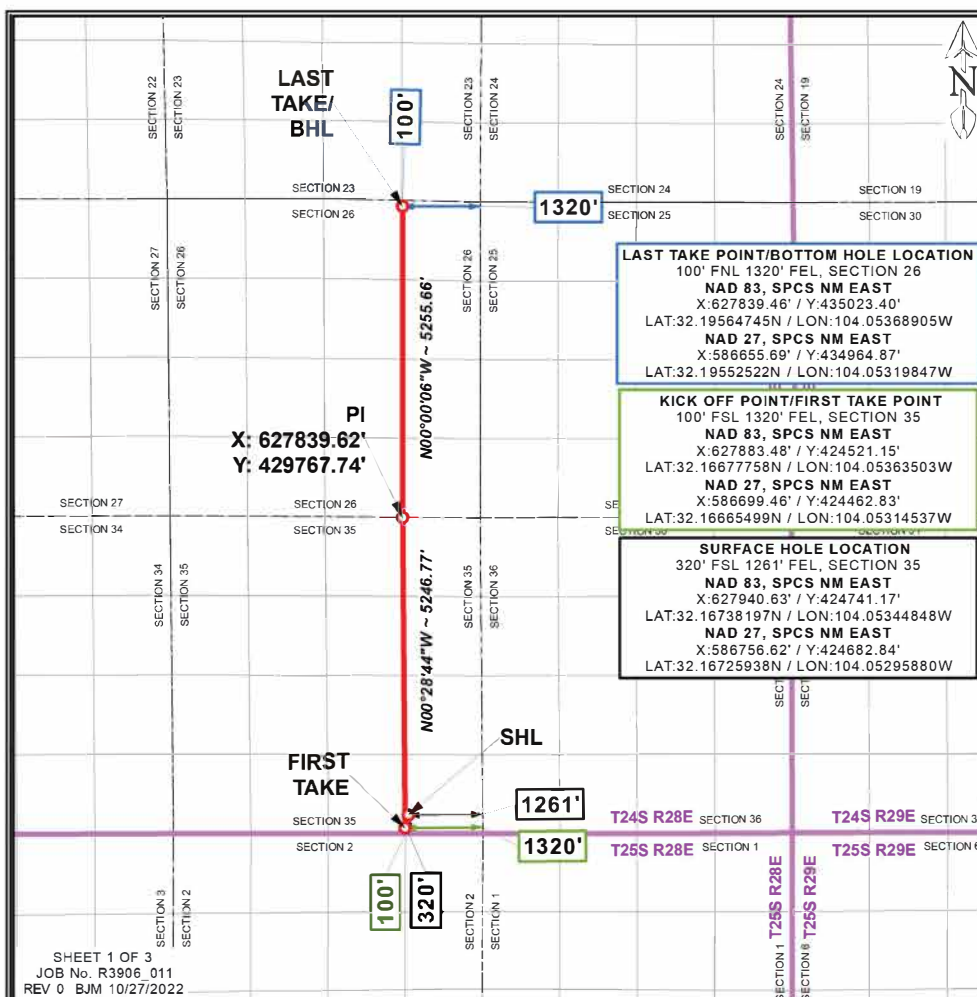 N
LAST
TAKE/
BHL
100'
SECTION 22
SECTION 23
SECTION 23
SECTION 24
SECTION 24
SECTION 19
SECTION 23
SECTION 26
SECTION 24
SECTION 25
SECTION 19
SECTION 30
1320'
SECTION 27
SECTION 26
SECTION 26
SECTION 25
LAST TAKE POINT/BOTTOM HOLE LOCATION
100' FNL 1320' FEL, SECTION 26
NAD 83, SPCS NM EAST
X:627839.46' / Y:435023.40'
LAT:32.19564745N / LON:104.05368905W
NAD 27, SPCS NM EAST
X:586655.69' / Y:434964.87'
LAT:32.19552522N / LON:104.05319847W
N00°00'06"W ~ 5255.66'
KICK OFF POINT/FIRST TAKE POINT
100' FSL 1320' FEL, SECTION 35
NAD 83, SPCS NM EAST
X:627883.48' / Y:424521.15'
LAT:32.16677758N / LON:104.05363503W
NAD 27, SPCS NM EAST
X:586699.46' / Y:424462.83'
LAT:32.16665499N / LON:104.05314537W
PI
X: 627839.62'
Y: 429767.74'
SECTION 27
SECTION 34
SECTION 26
SECTION 35
SURFACE HOLE LOCATION
320' FSL 1261' FEL, SECTION 35
NAD 83, SPCS NM EAST
X:627940.63' / Y:424741.17'
LAT:32.16738197N / LON:104.05344848W
NAD 27, SPCS NM EAST
X:586756.62' / Y:424682.84'
LAT:32.16725938N / LON:104.05295880W
SECTION 34
SECTION 35
SECTION 35
SECTION 36
N00°28'44"W ~ 5246.77'
SHL
FIRST
TAKE
1261'
1320'
SECTION 35
SECTION 2
T24S R28E SECTION 36
T25S R28E SECTION 1
T24S R29E SECTION 3
T25S R29E SECTION 6
100'
320'
SECTION 3
SECTION 2
SECTION 2
SECTION 1
SECTION 1 T25S R28E
SECTION 6 T25S R29E
SHEET 1 OF 3
JOB No. R3906_011
REV 0 BJM 10/27/2022